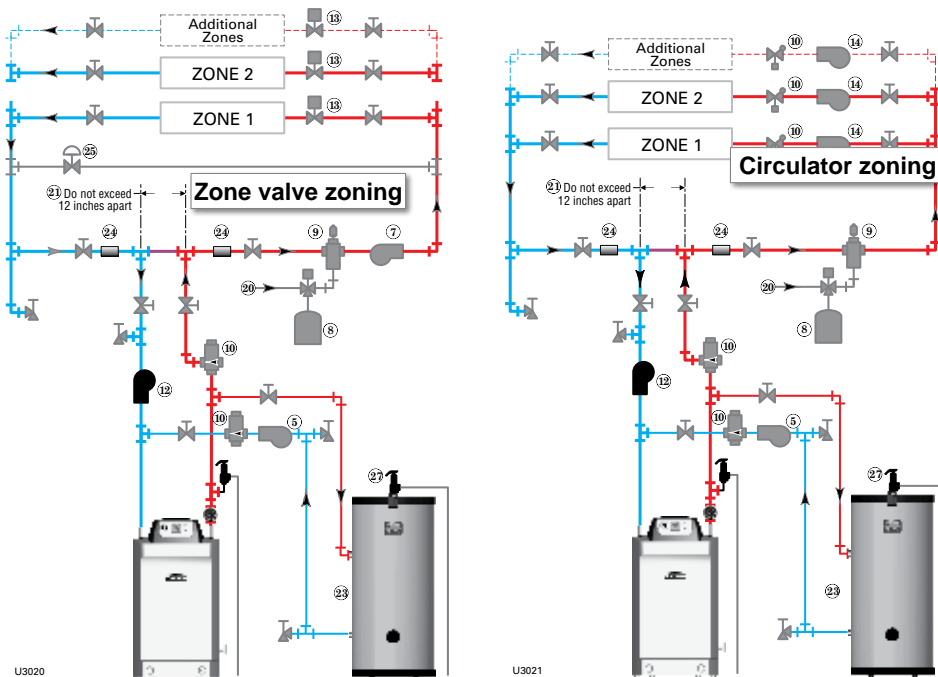 Additional
Zones
13
ZONE 2
13
ZONE 1
13
25
21 Do not exceed
12 inches apart
Zone valve zoning
24
24
9
7
20
8
10
12
10
5
27
23
U3020
Additional
Zones
10
14
ZONE 2
10
14
ZONE 1
10
14
Circulator zoning
21 Do not exceed
12 inches apart
24
24
9
20
8
10
12
10
5
27
23
U3021